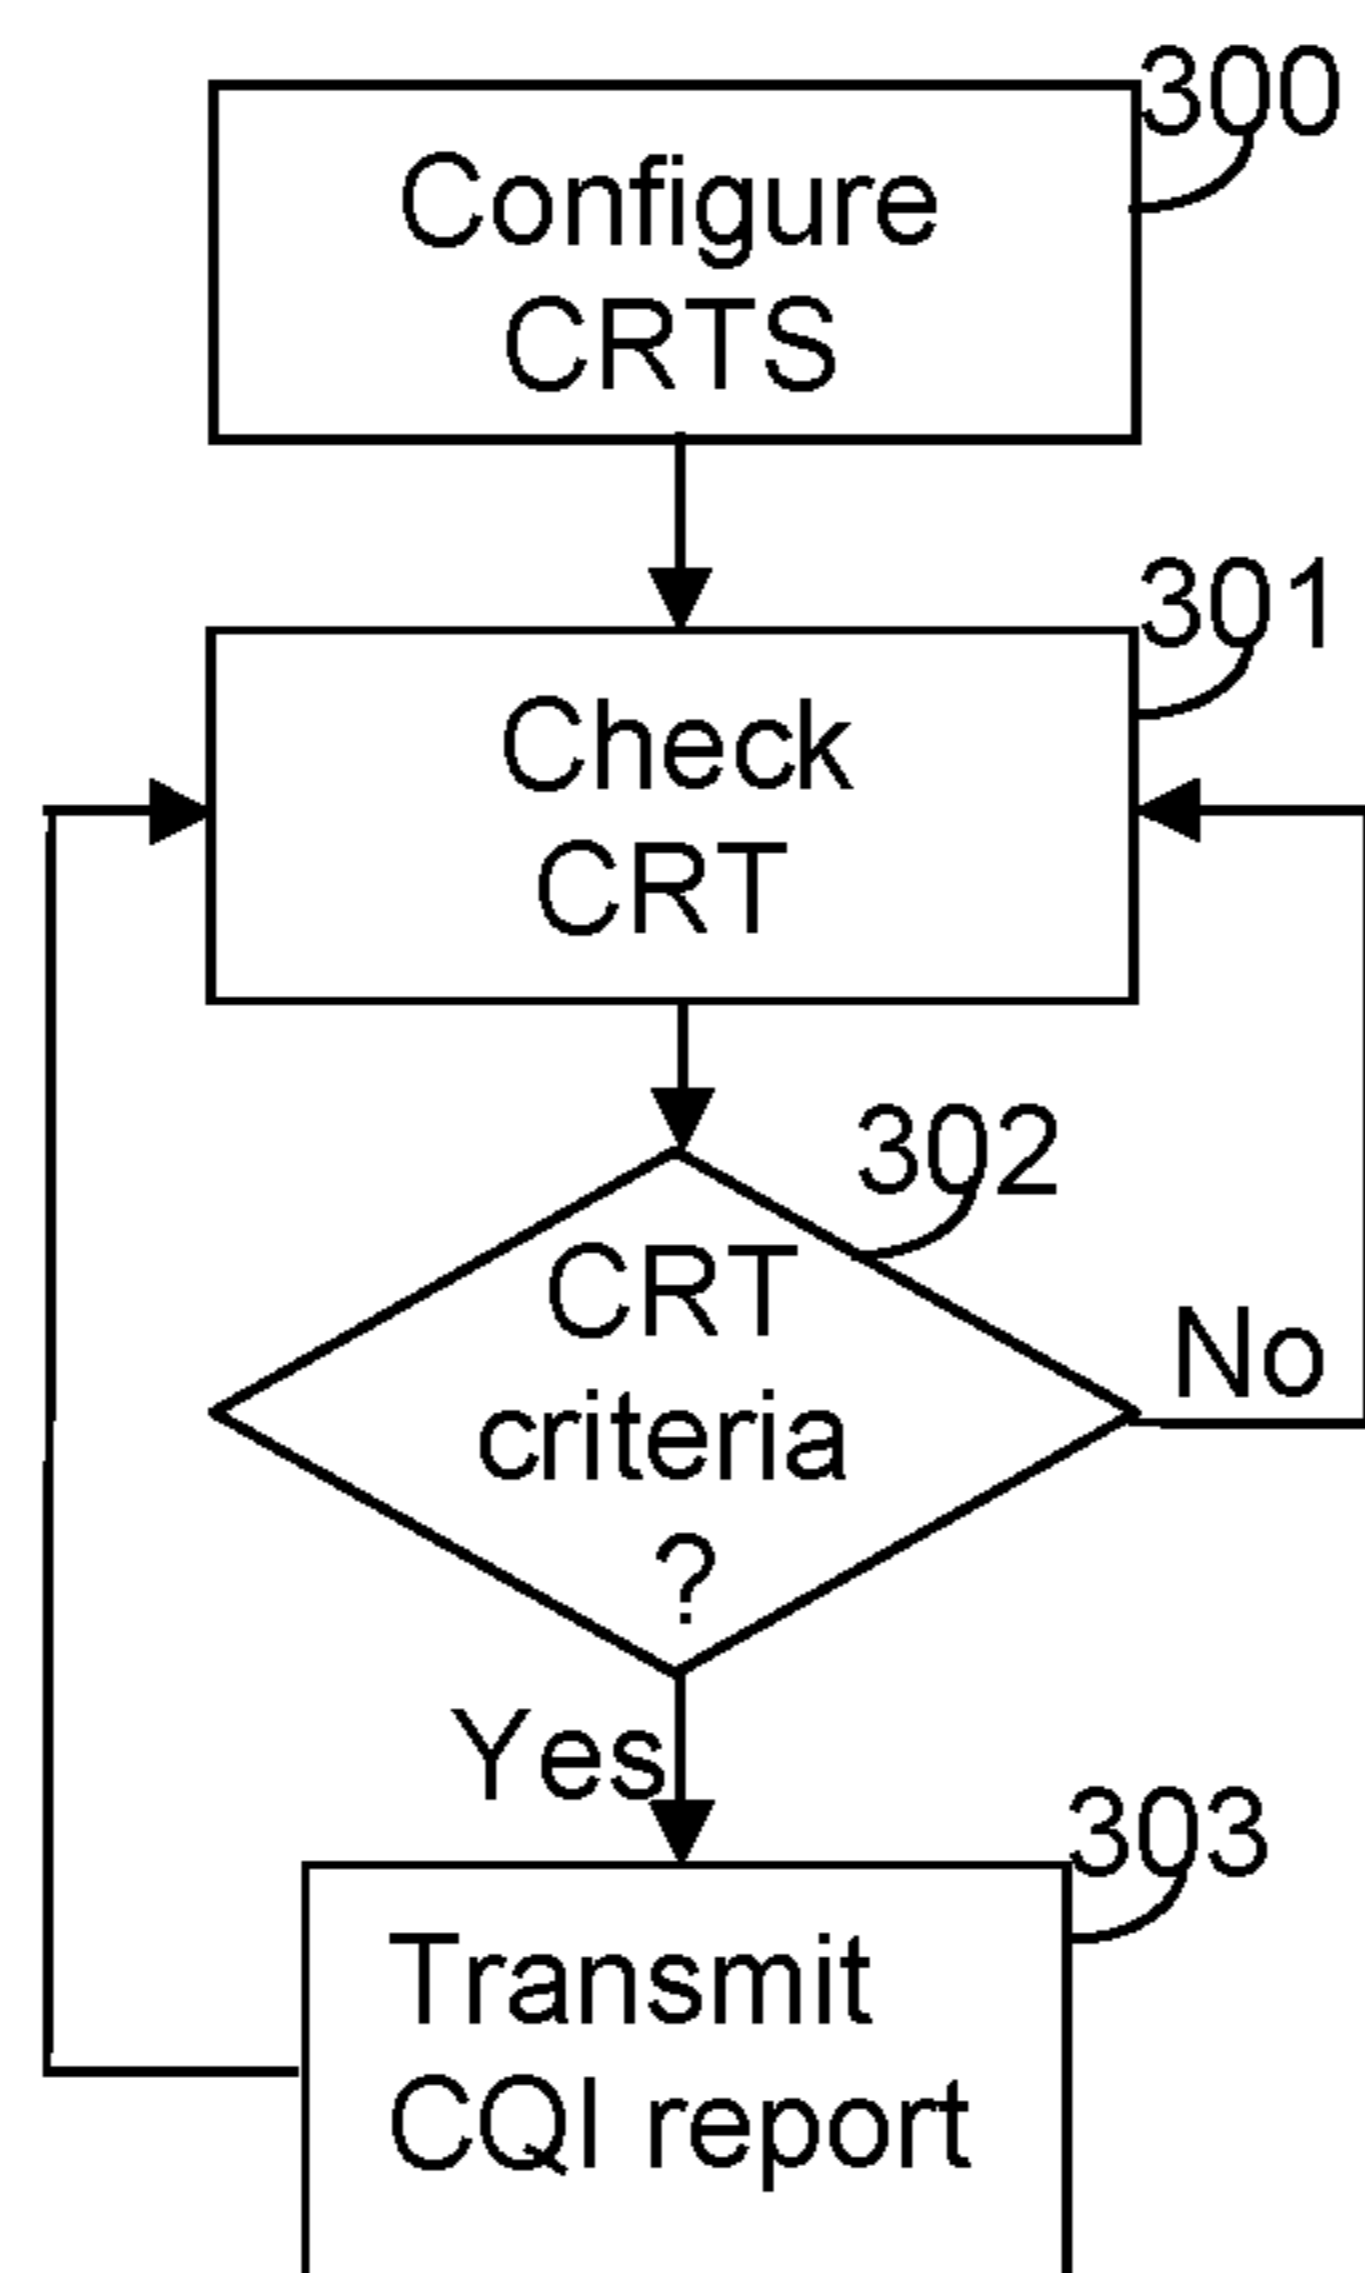 300
Configure
CRTS
301
Check
CRT
302
CRT
criteria
?
No
Yes
303
Transmit
CQI report